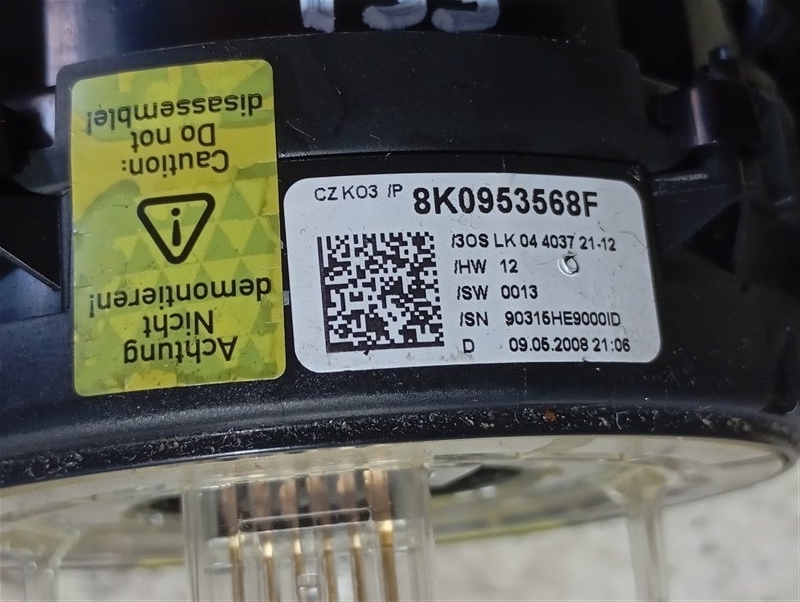 Achtung
Nicht
demontieren!
Caution:
Do not
disassemble!
CZ K03 /P 8K0953568F
/3OS LK 04 4037 21-12
/HW 12
/SW 0013
/SN 90315HE9000ID
D 09.05.2008 21:06